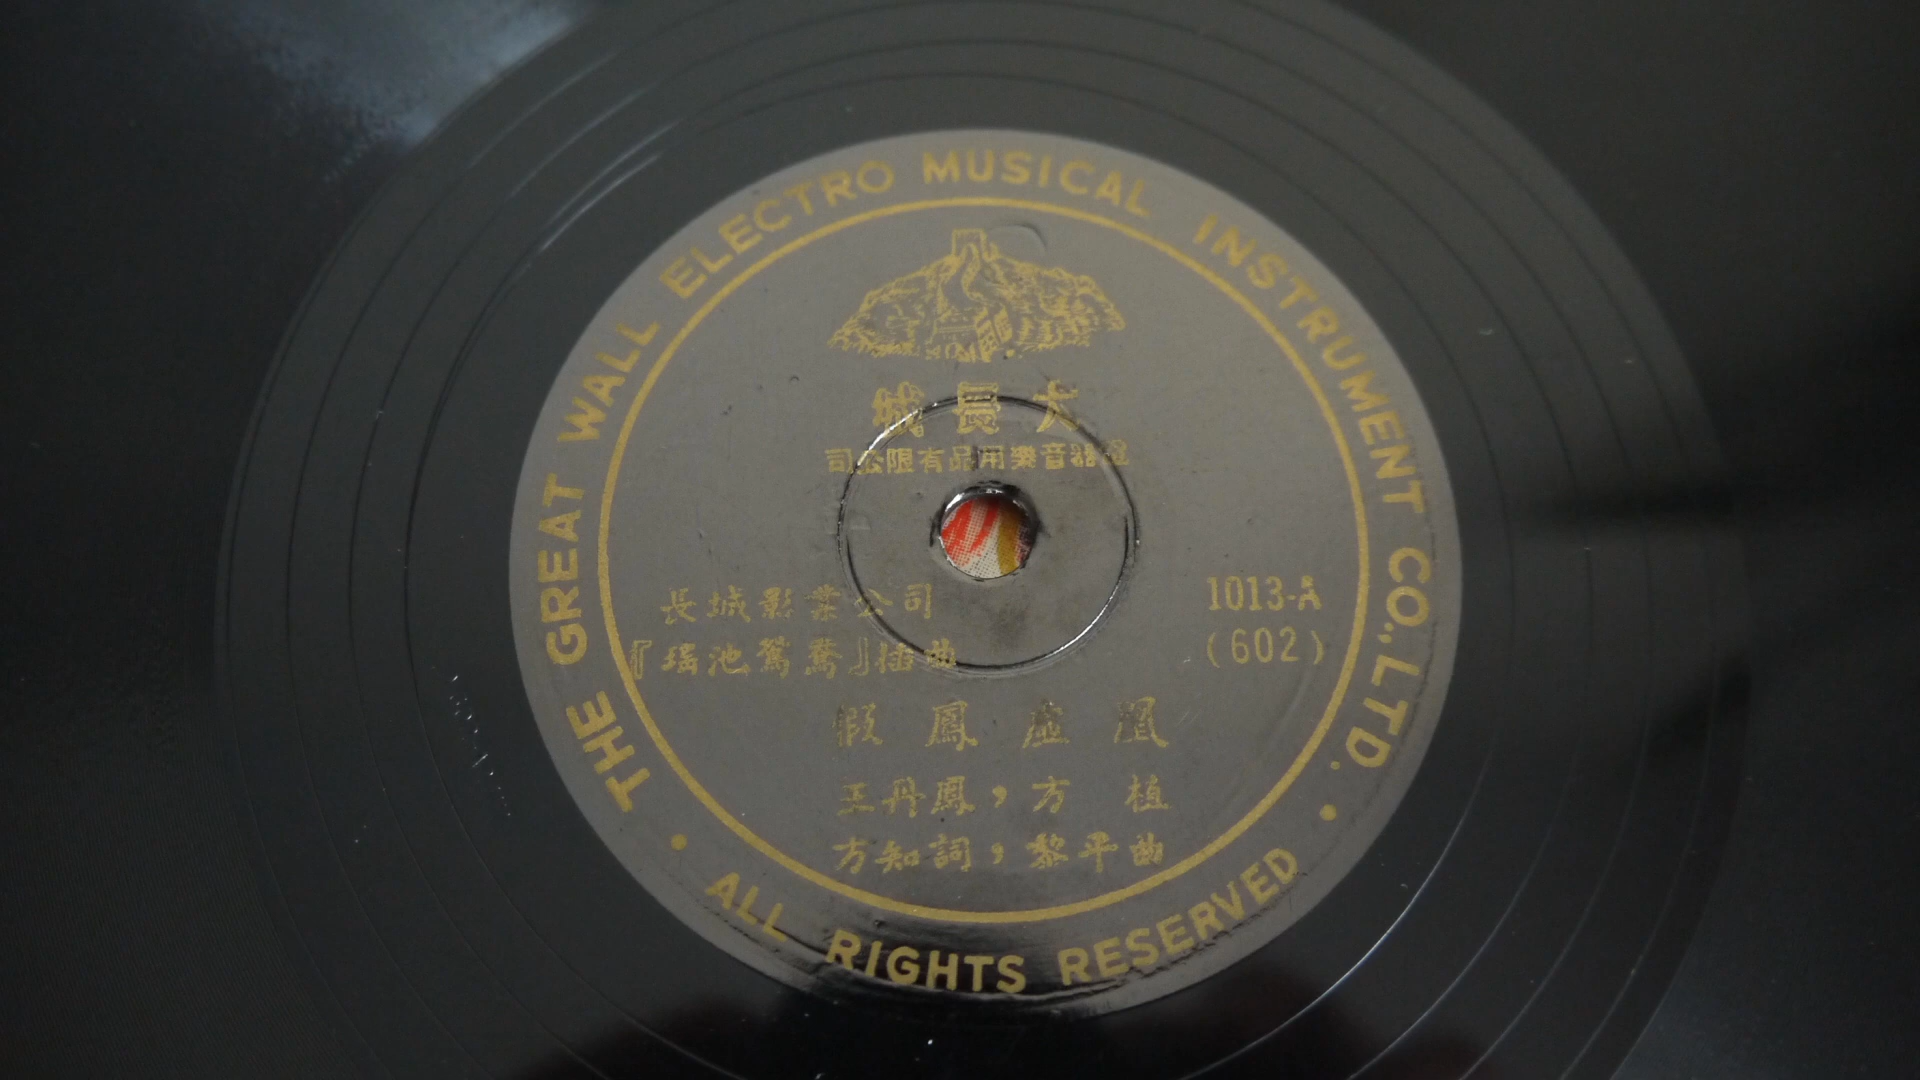 THE GREAT WALL ELECTRO MUSICAL INSTRUMENT CO., LTD.
大長城
電器音樂用品有限公司
長城影業公司
1013-A
『瑤池鴛鴦』插曲
(602)
假鳳虛凰
王丹鳳,方 植
方知詞,黎平曲
ALL RIGHTS RESERVED